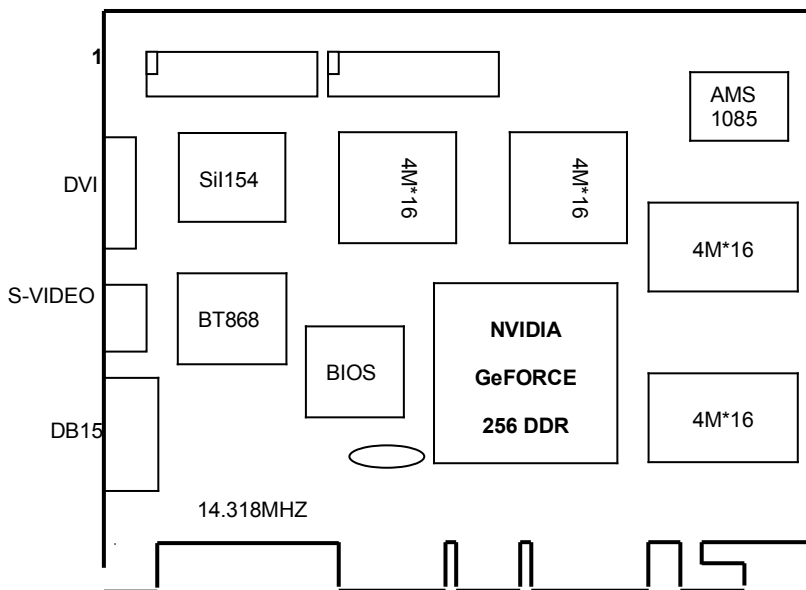 1
AMS
1085
DVI
SiI154
4M*16
4M*16
4M*16
S-VIDEO
BT868
NVIDIA
GeFORCE
256 DDR
BIOS
4M*16
DB15
14.318MHZ